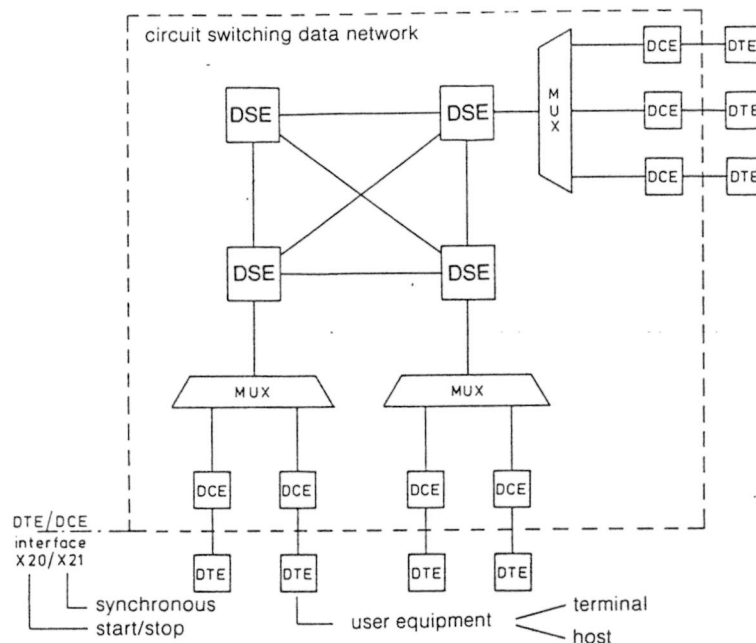 circuit switching data network
DSE
DSE
M
U
X
DCE
DTE
DCE
DTE
DCE
DTE
DSE
DSE
MUX
MUX
DCE
DCE
DCE
DCE
DTE/DCE
interface
X20/X21
DTE
DTE
DTE
DTE
synchronous
start/stop
user equipment
terminal
host